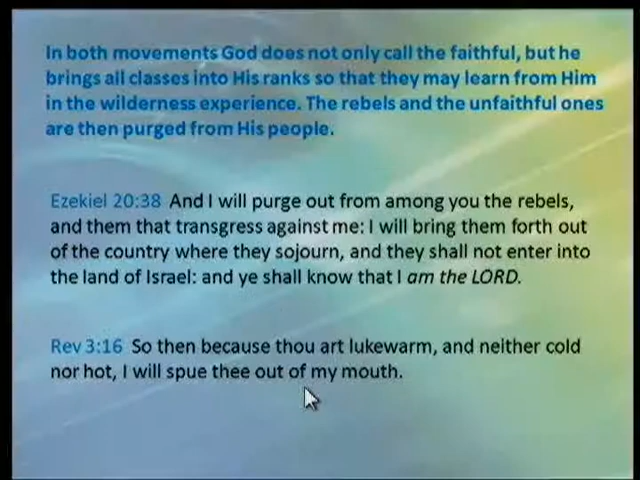 In both movements God does not only call the faithful, but he
brings all classes into His ranks so that they may learn from Him
in the wilderness experience. The rebels and the unfaithful ones
are then purged from His people.
Ezekiel 20:38 And I will purge out from among you the rebels,
and them that transgress against me: I will bring them forth out
of the country where they sojourn, and they shall not enter into
the land of Israel: and ye shall know that I am the LORD.
Rev 3:16 So then because thou art lukewarm, and neither cold
nor hot, I will spue thee out of my mouth.